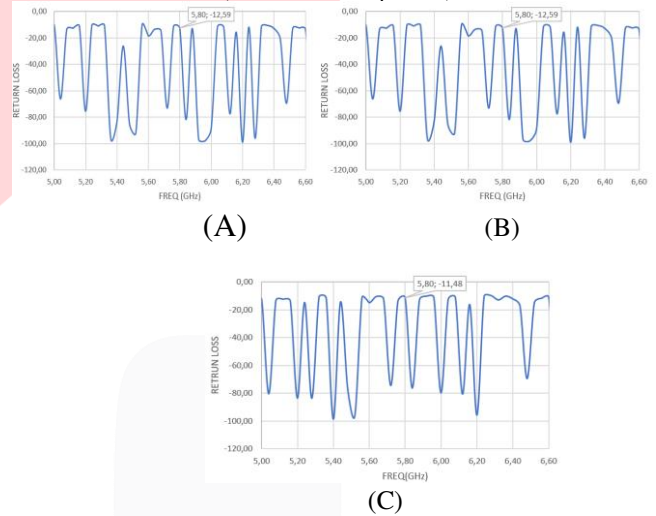 5,80; -12,59
0,00
-20,00
-40,00
-60,00
-80,00
-100,00
-120,00
RETURN LOSS
5,00 5,20 5,40 5,60 5,80 6,00 6,20 6,40 6,60
FREQ (GHz)
(A)
5,80; -12,59
0,00
-20,00
-40,00
-60,00
-80,00
-100,00
-120,00
RETURN LOSS
5,00 5,20 5,40 5,60 5,80 6,00 6,20 6,40 6,60
FREQ (GHz)
(B)
5,80; -11,48
0,00
-20,00
-40,00
-60,00
-80,00
-100,00
-120,00
RETRUN LOSS
5,00 5,20 5,40 5,60 5,80 6,00 6,20 6,40 6,60
FREQ(GHz)
(C)